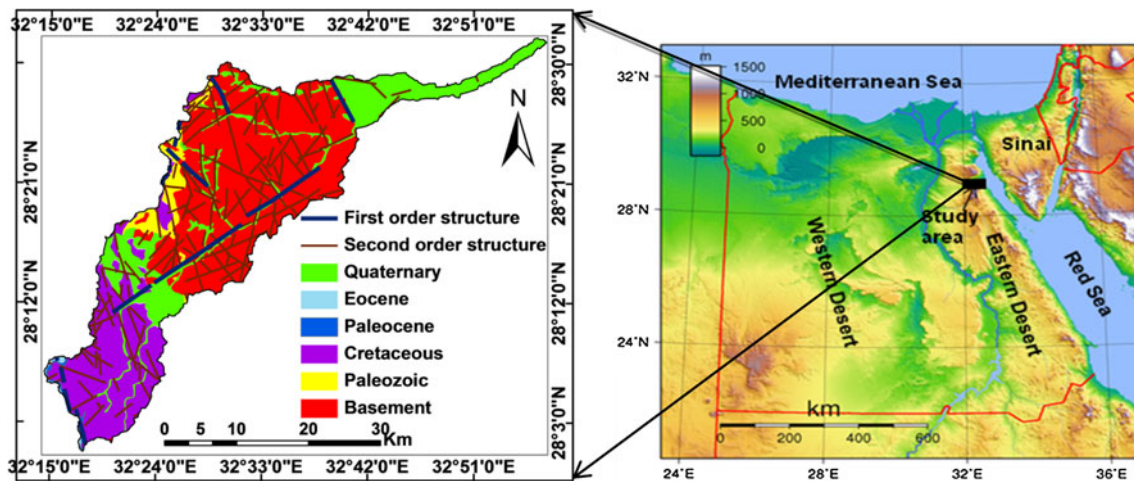 32°15'0"E 32°24'0"E 32°33'0"E 32°42'0"E 32°51'0"E
28°30'0"N
28°21'0"N
28°12'0"N
28°3'0"N
28°21'0"N
28°12'0"N
N
First order structure
Second order structure
Quaternary
Eocene
Paleocene
Cretaceous
Paleozoic
Basement
0 5 10 20 30
Km
32°15'0"E 32°24'0"E 32°33'0"E 32°42'0"E 32°51'0"E
m
1500
1000
500
0
Mediterranean Sea
Sinai
Study
area
Western Desert
Eastern Desert
Red Sea
32°N
28°N
24°N
km
0 200 400 600
24°E 28°E 32°E 36°E